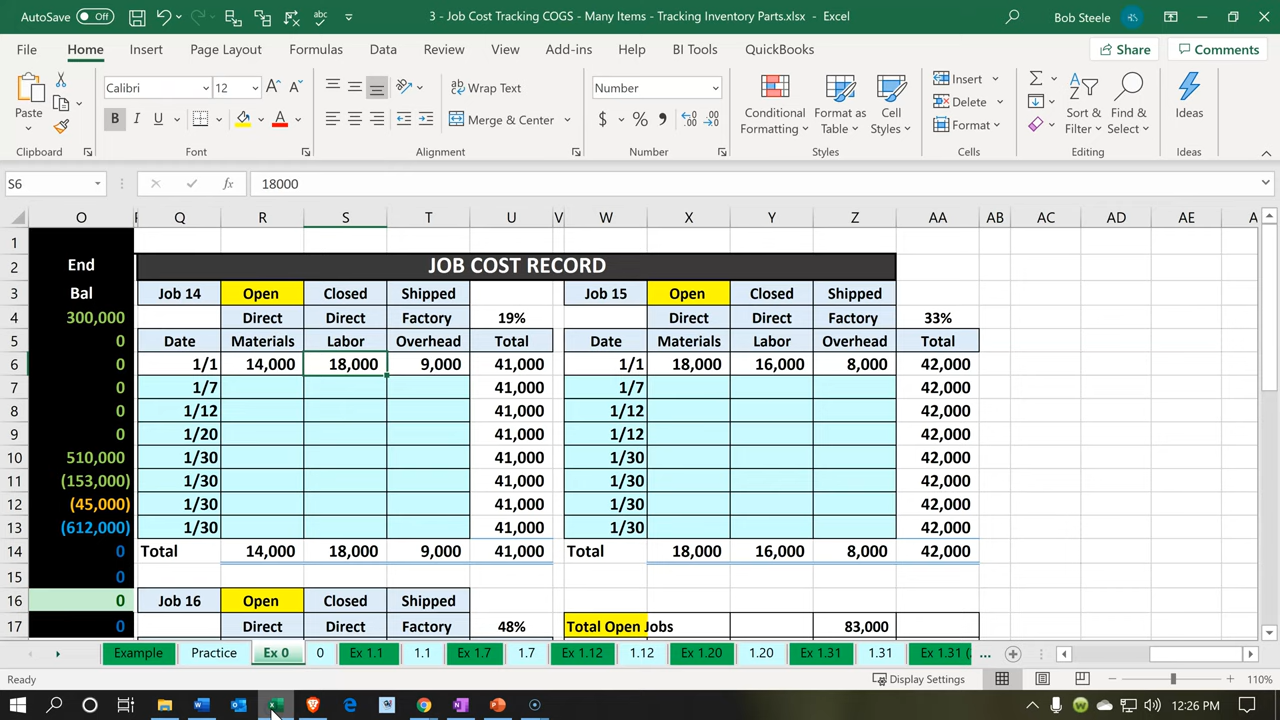 AutoSave Off 3 - Job Cost Tracking COGS - Many Items - Tracking Inventory Parts.xlsx - Excel Bob Steele
File Home Insert Page Layout Formulas Data Review View Add-ins Help BI Tools QuickBooks Share Comments
Paste Calibri 12 Wrap Text Number Conditional Formatting Format as Table Cell Styles Insert Sort & Filter Find & Select Ideas
B I U A Merge & Center $ % Delete
Format
Clipboard Font Alignment Number Styles Cells Editing Ideas
S6 fx 18000
O Q R S T U V W X Y Z AA AB AC AD AE
1
2 End JOB COST RECORD
3 Bal Job 14 Open Closed Shipped Job 15 Open Closed Shipped
4 300,000 Direct Direct Factory 19% Direct Direct Factory 33%
5 0 Date Materials Labor Overhead Total Date Materials Labor Overhead Total
6 0 1/1 14,000 18,000 9,000 41,000 1/1 18,000 16,000 8,000 42,000
7 0 1/7 41,000 1/7 42,000
8 0 1/12 41,000 1/12 42,000
9 0 1/20 41,000 1/12 42,000
10 510,000 1/30 41,000 1/30 42,000
11 (153,000) 1/30 41,000 1/30 42,000
12 (45,000) 1/30 41,000 1/30 42,000
13 (612,000) 1/30 41,000 1/30 42,000
14 0 Total 14,000 18,000 9,000 41,000 Total 18,000 16,000 8,000 42,000
15 0
16 0 Job 16 Open Closed Shipped
17 0 Direct Direct Factory 48% Total Open Jobs 83,000
Example Practice Ex 0 0 Ex 1.1 1.1 Ex 1.7 1.7 Ex 1.12 1.12 Ex 1.20 1.20 Ex 1.31 1.31 Ex 1.31 (. ...
Ready Display Settings 110%
12:26 PM